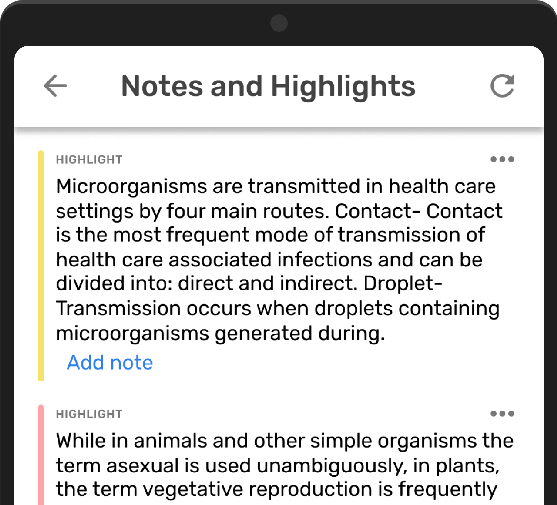 Notes and Highlights
HIGHLIGHT
Microorganisms are transmitted in health care
settings by four main routes. Contact- Contact
is the most frequent mode of transmission of
health care associated infections and can be
divided into: direct and indirect. Droplet-
Transmission occurs when droplets containing
microorganisms generated during.
Add note
HIGHLIGHT
While in animals and other simple organisms the
term asexual is used unambiguously, in plants,
the term vegetative reproduction is frequently